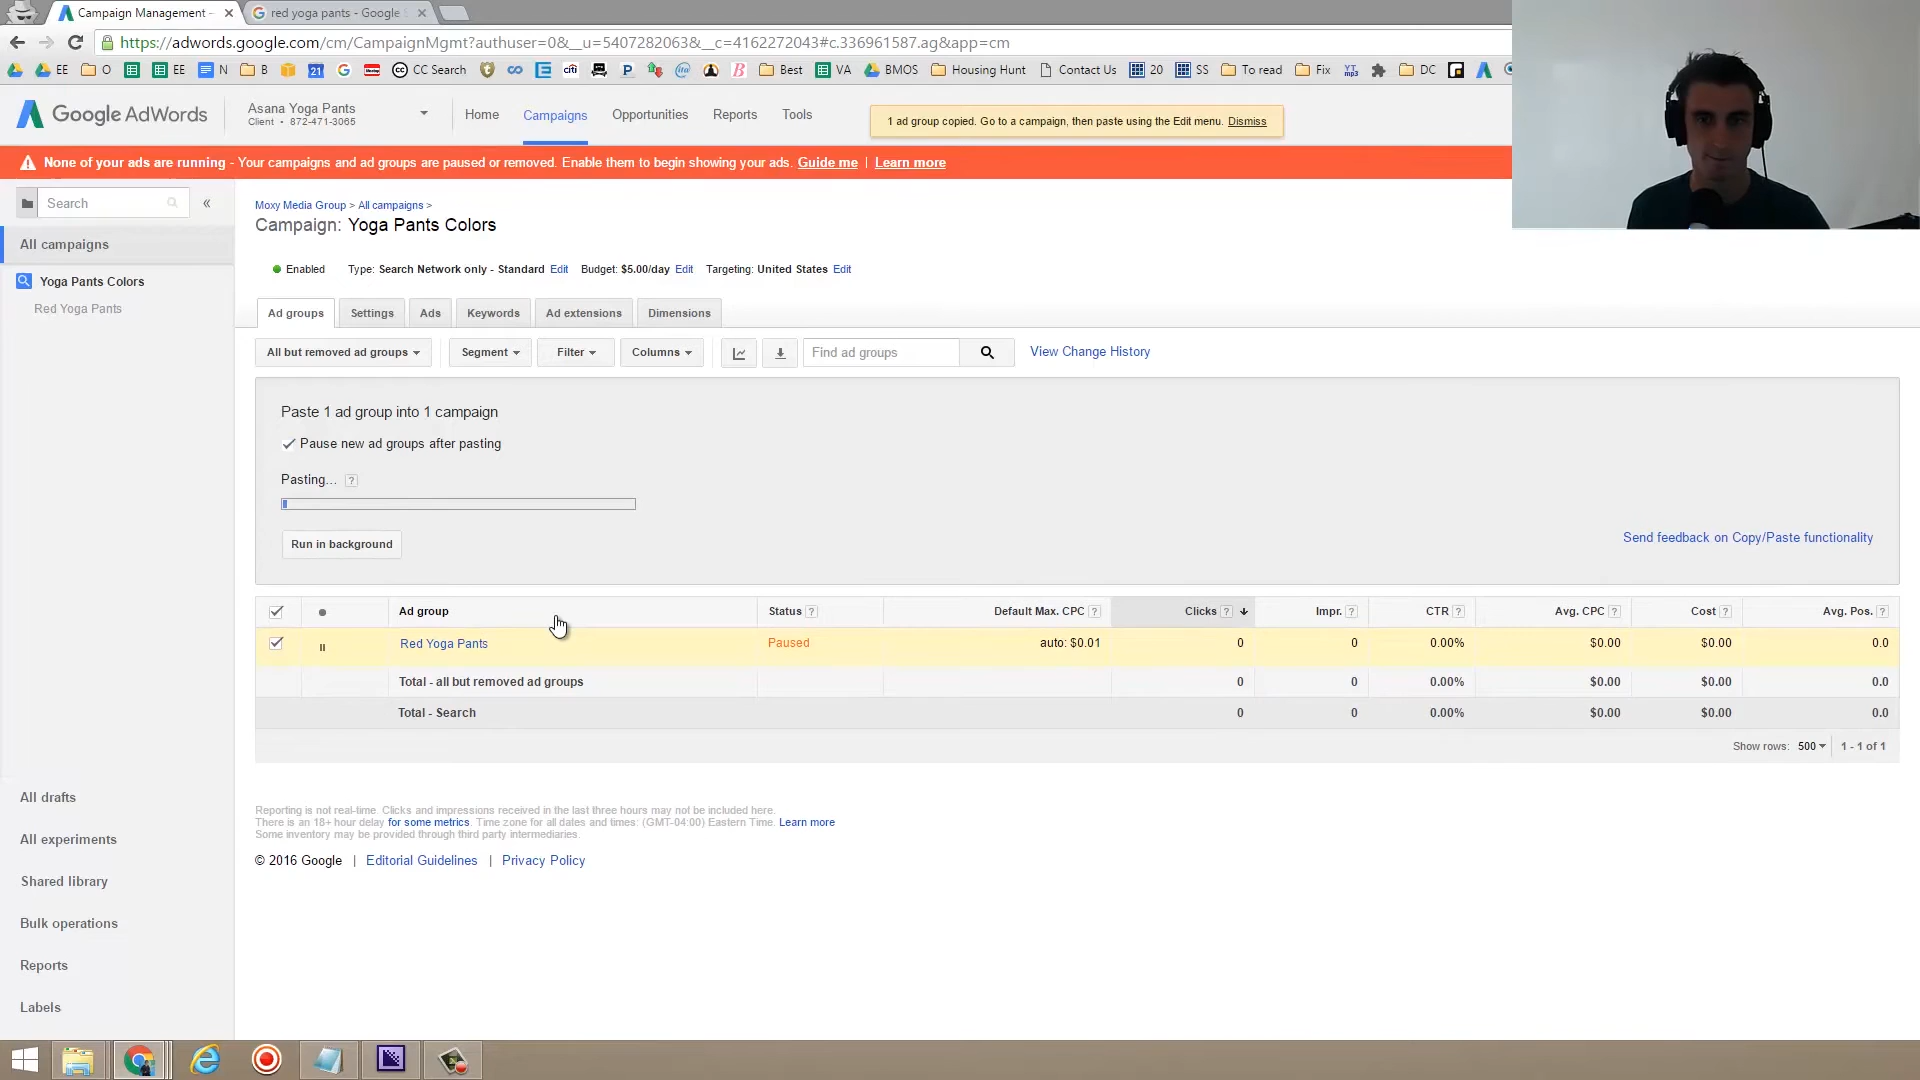 Campaign Management -
red yoga pants - Google S
https://adwords.google.com/cm/CampaignMgmt?authuser=0&__u=5407282063&__c=4162272043#c.336961587.ag&app=cm
EE
O
EE
N
B
21
G
citi
CC Search
P
B
Best
VA
BMOS
Housing Hunt
Contact Us
20
SS
To read
Fix
DC
Google AdWords
Asana Yoga Pants
Client • 872-471-3065
Home
Campaigns
Opportunities
Reports
Tools
1 ad group copied. Go to a campaign, then paste using the Edit menu. Dismiss
None of your ads are running - Your campaigns and ad groups are paused or removed. Enable them to begin showing your ads. Guide me | Learn more
Search
«
All campaigns
Yoga Pants Colors
Red Yoga Pants
Moxy Media Group > All campaigns >
Campaign: Yoga Pants Colors
Enabled Type: Search Network only - Standard Edit Budget: $5.00/day Edit Targeting: United States Edit
Ad groups
Settings
Ads
Keywords
Ad extensions
Dimensions
All but removed ad groups
Segment
Filter
Columns
Find ad groups
View Change History
Paste 1 ad group into 1 campaign
Pause new ad groups after pasting
Pasting... ?
Run in background
Send feedback on Copy/Paste functionality
Ad group Status ? Default Max. CPC ? Clicks ? Impr. ? CTR ? Avg. CPC ? Cost ? Avg. Pos. ?
Red Yoga Pants Paused auto: $0.01 0 0 0.00% $0.00 $0.00 0.0
Total - all but removed ad groups 0 0 0.00% $0.00 $0.00 0.0
Total - Search 0 0 0.00% $0.00 $0.00 0.0
Show rows: 500 1 - 1 of 1
Reporting is not real-time. Clicks and impressions received in the last three hours may not be included here.
There is an 18+ hour delay for some metrics. Time zone for all dates and times: (GMT-04:00) Eastern Time. Learn more
Some inventory may be provided through third party intermediaries.
© 2016 Google | Editorial Guidelines | Privacy Policy
All drafts
All experiments
Shared library
Bulk operations
Reports
Labels